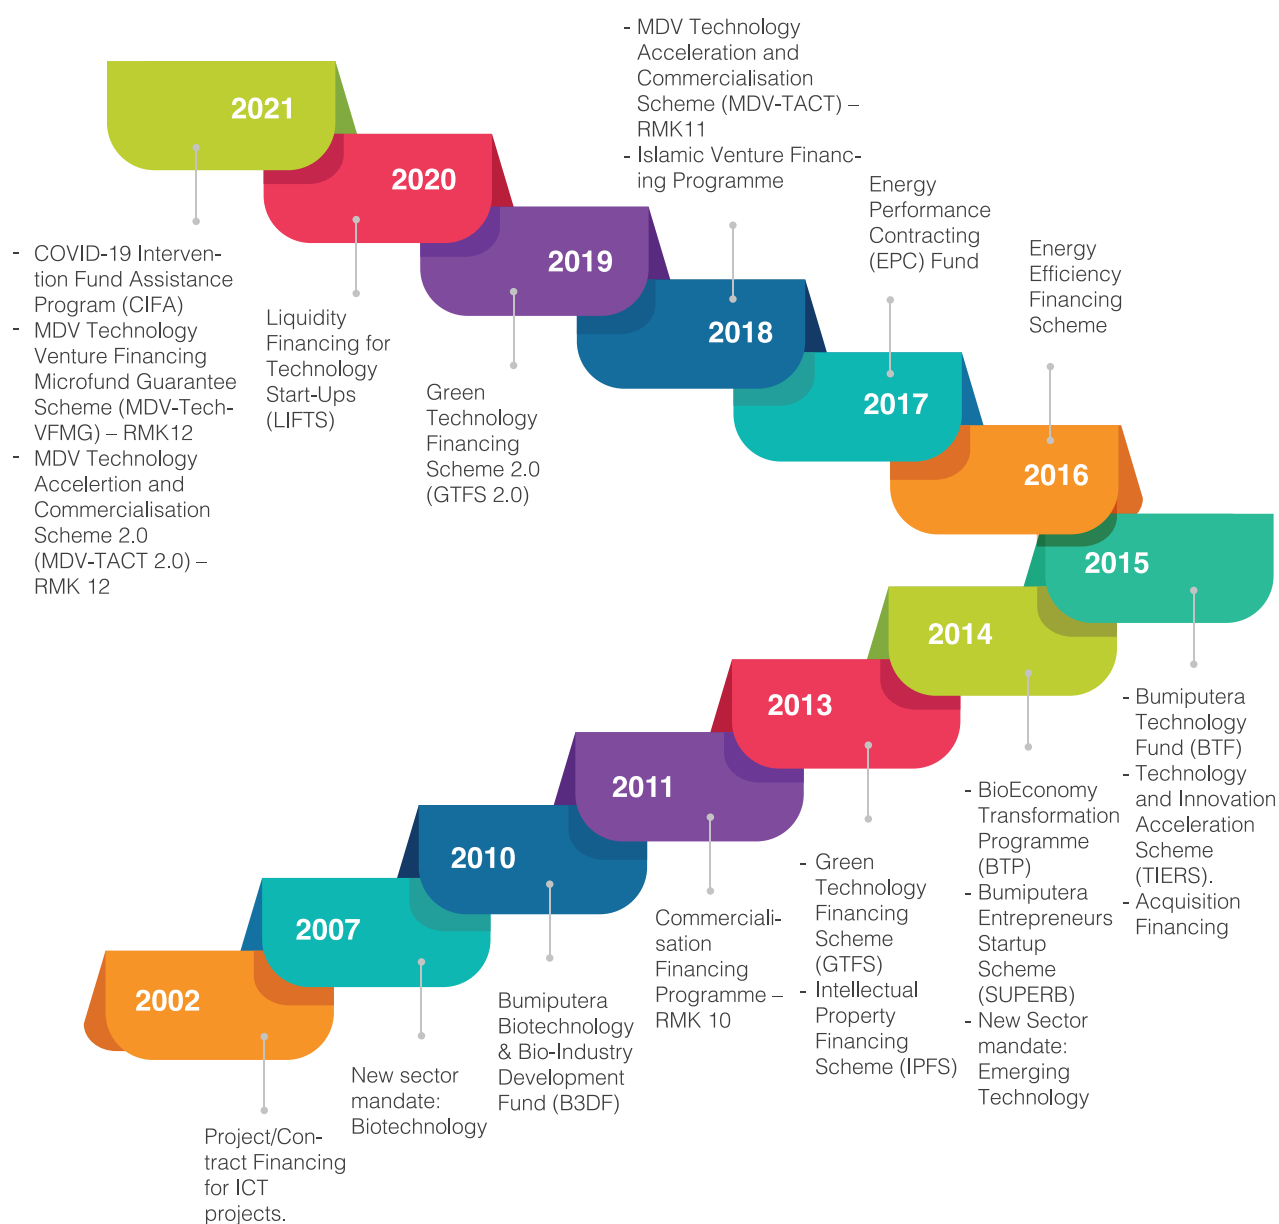 2021
- COVID-19 Interven-
tion Fund Assistance
Program (CIFA)
- MDV Technology
Venture Financing
Microfund Guarantee
Scheme (MDV-Tech-
VFMG) – RMK12
- MDV Technology
Accelertion and
Commercialisation
Scheme 2.0
(MDV-TACT 2.0) –
RMK 12
2020
Liquidity
Financing for
Technology
Start-Ups
(LIFTS)
2019
Green
Technology
Financing
Scheme 2.0
(GTFS 2.0)
- MDV Technology
Acceleration and
Commercialisation
Scheme (MDV-TACT) –
RMK11
- Islamic Venture Financ-
ing Programme
2018
Energy
Performance
Contracting
(EPC) Fund
2017
Energy
Efficiency
Financing
Scheme
2016
2015
- Bumiputera
Technology
Fund (BTF)
- Technology
and Innovation
Acceleration
Scheme
(TIERS).
- Acquisition
Financing
2014
- BioEconomy
Transformation
Programme
(BTP)
- Bumiputera
Entrepreneurs
Startup
Scheme
(SUPERB)
- New Sector
mandate:
Emerging
Technology
2013
- Green
Technology
Financing
Scheme
(GTFS)
- Intellectual
Property
Financing
Scheme (IPFS)
2011
Commerciali-
sation
Financing
Programme –
RMK 10
2010
Bumiputera
Biotechnology
& Bio-Industry
Development
Fund (B3DF)
2007
New sector
mandate:
Biotechnology
2002
Project/Con-
tract Financing
for ICT
projects.